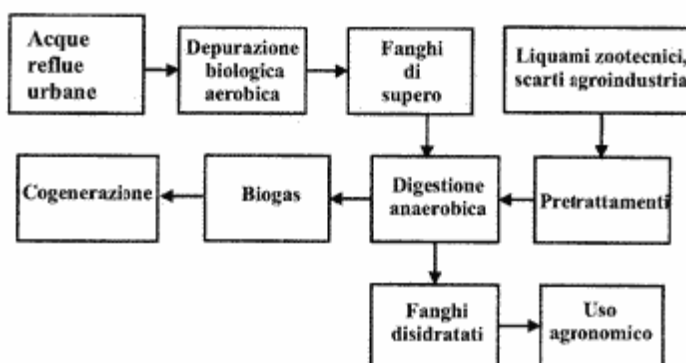 Acque
reflue
urbane
Depurazione
biologica
aerobica
Fanghi
di
supero
Liquami zootecnici,
scarti agroindustria
Cogenerazione
Biogas
Digestione
anaerobica
Pretrattamenti
Fanghi
disidratati
Uso
agronomico